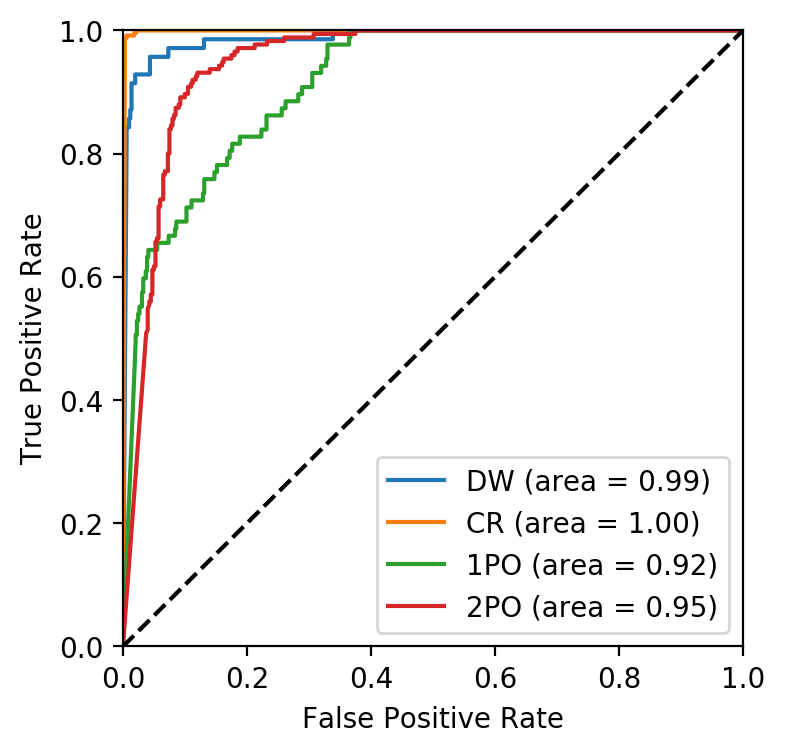 1.0
0.8
0.6
0.4
0.2
0.0
True Positive Rate
DW (area = 0.99)
CR (area = 1.00)
1PO (area = 0.92)
2PO (area = 0.95)
0.0 0.2 0.4 0.6 0.8 1.0
False Positive Rate